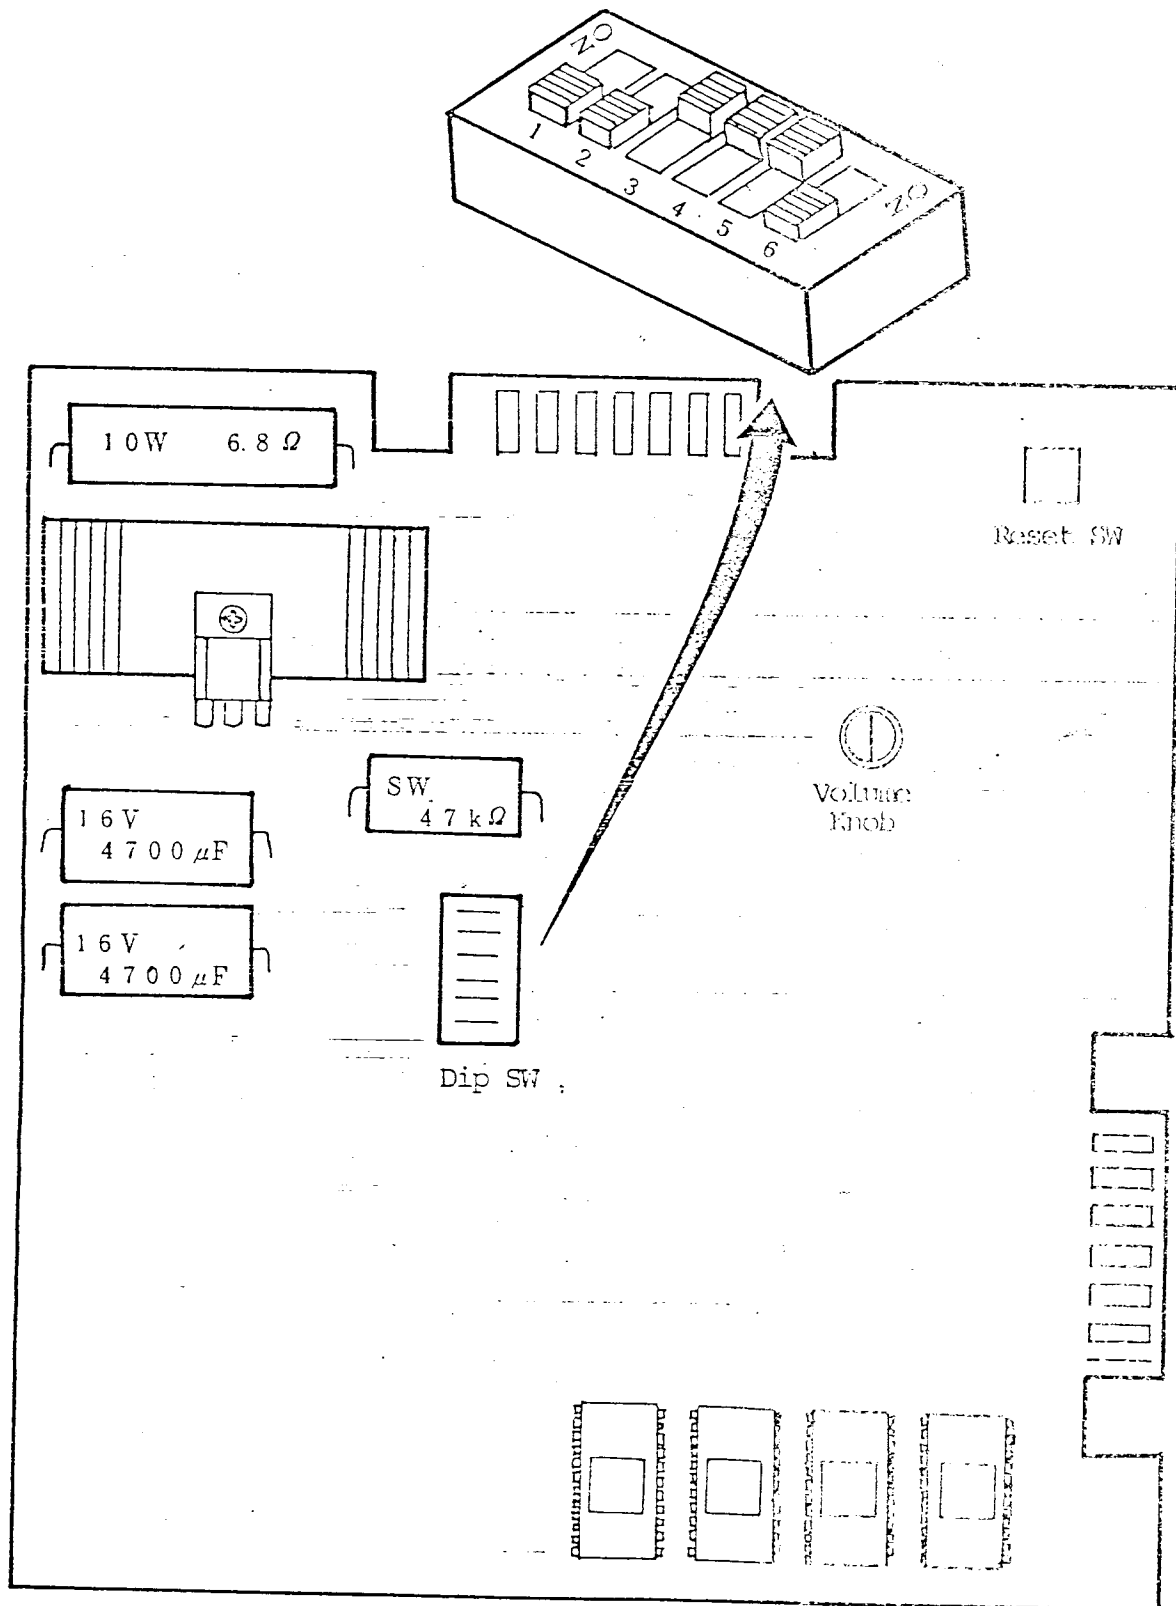 ON
1 2 3 4 5 6
ON
10W 6.8Ω
Reset SW
SW
47kΩ
Volume
Knob
16V
4700μF
16V
4700μF
Dip SW